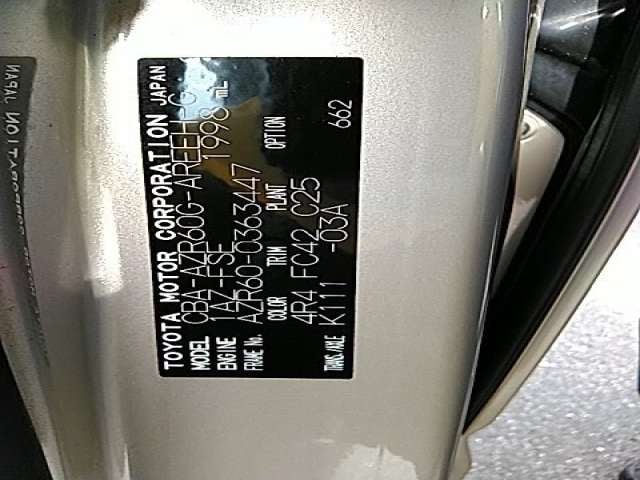 TOYOTA MOTOR CORPORATION JAPAN
MODEL CBA-AZR60G-AREEH-G
ENGINE 1AZ-FSE 1998 mL
FRAME No. AZR60-0363447
COLOR TRIM PLANT OPTION
4R4 FC42 C25 662
TRANS./AXLE K111 -03A
JAPAN